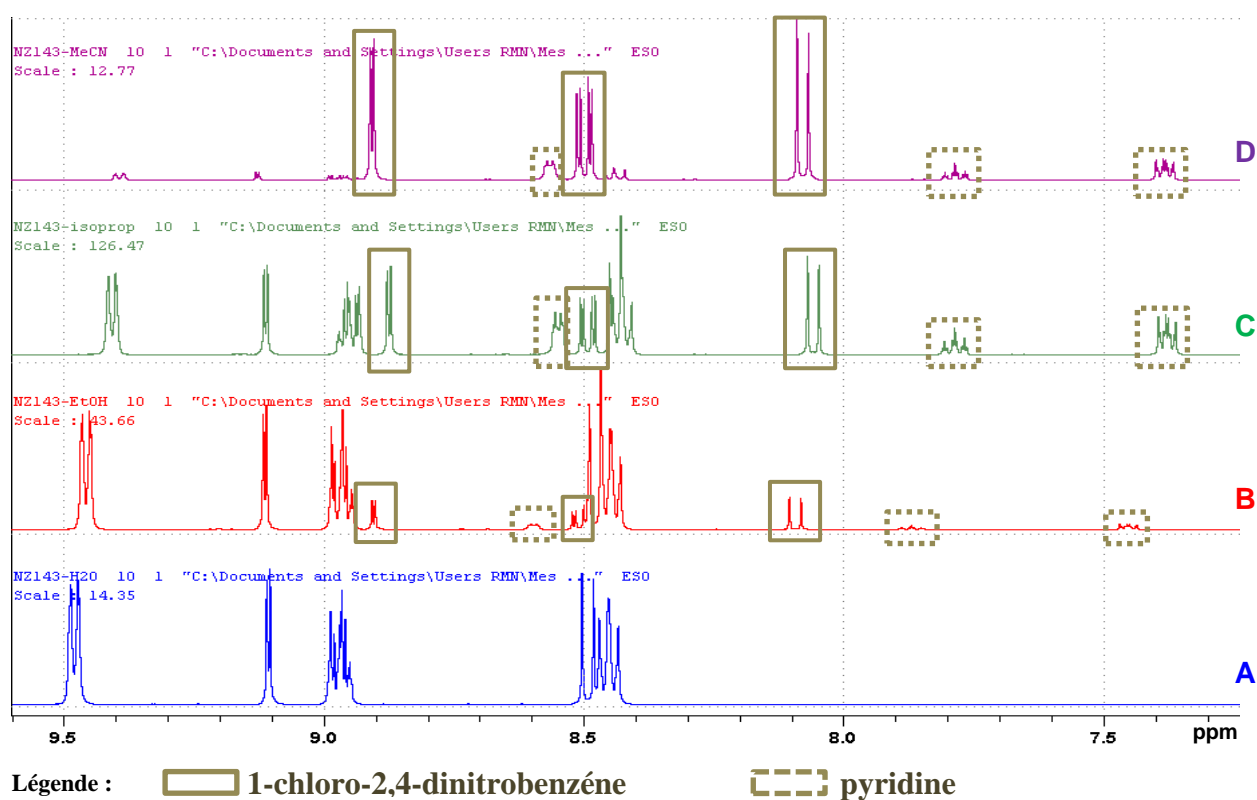 NZ143-MeCN 10 1 "C:\Documents and Settings\Users RMN\Mes ..." ESO
Scale : 12.77
D
NZ143-isoprop 10 1 "C:\Documents and Settings\Users RMN\Mes ..." ESO
Scale : 126.47
C
NZ143-EtOH 10 1 "C:\Documents and Settings\Users RMN\Mes ..." ESO
Scale : 43.66
B
NZ143-H2O 10 1 "C:\Documents and Settings\Users RMN\Mes ..." ESO
Scale : 14.35
A
9.5 9.0 8.5 8.0 7.5 ppm
Légende : 1-chloro-2,4-dinitrobenzéne pyridine